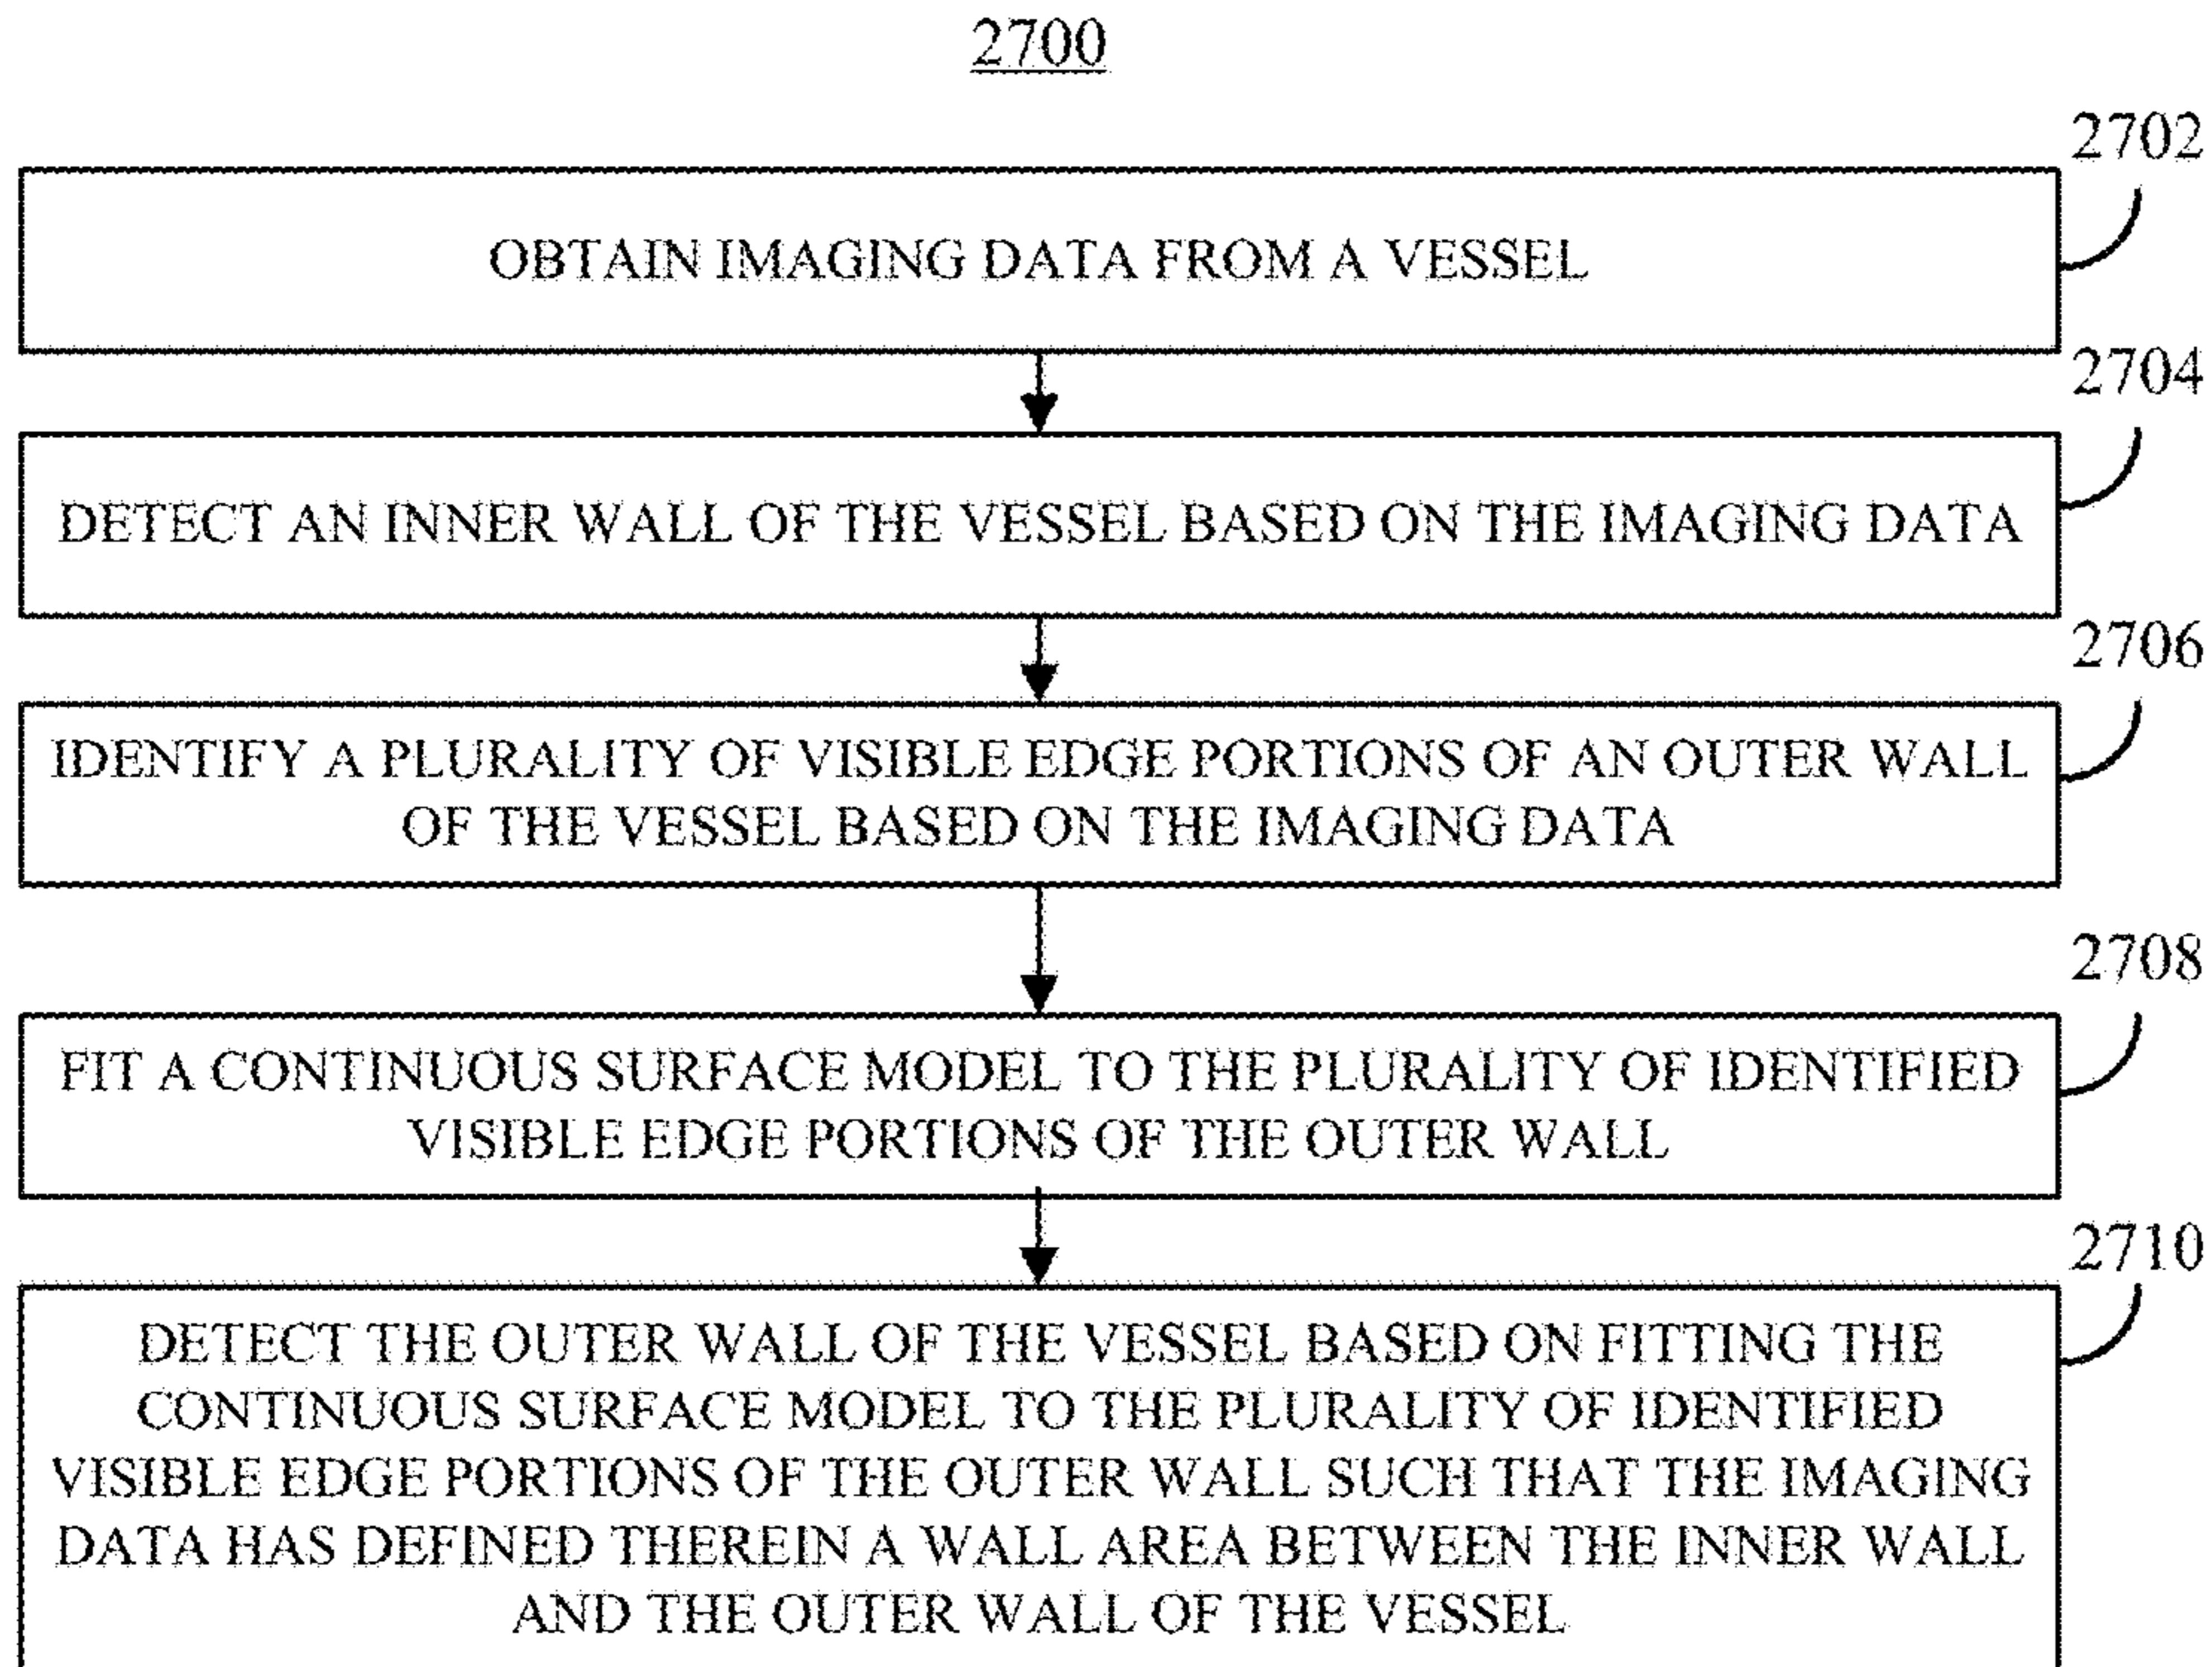 2700
2702
OBTAIN IMAGING DATA FROM A VESSEL
2704
DETECT AN INNER WALL OF THE VESSEL BASED ON THE IMAGING DATA
2706
IDENTIFY A PLURALITY OF VISIBLE EDGE PORTIONS OF AN OUTER WALL
OF THE VESSEL BASED ON THE IMAGING DATA
2708
FIT A CONTINUOUS SURFACE MODEL TO THE PLURALITY OF IDENTIFIED
VISIBLE EDGE PORTIONS OF THE OUTER WALL
2710
DETECT THE OUTER WALL OF THE VESSEL BASED ON FITTING THE
CONTINUOUS SURFACE MODEL TO THE PLURALITY OF IDENTIFIED
VISIBLE EDGE PORTIONS OF THE OUTER WALL SUCH THAT THE IMAGING
DATA HAS DEFINED THEREIN A WALL AREA BETWEEN THE INNER WALL
AND THE OUTER WALL OF THE VESSEL